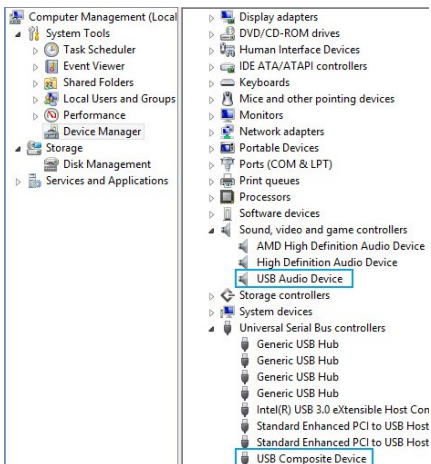 Computer Management (Local
System Tools
Task Scheduler
Event Viewer
Shared Folders
Local Users and Groups
Performance
Device Manager
Storage
Disk Management
Services and Applications
Display adapters
DVD/CD-ROM drives
Human Interface Devices
IDE ATA/ATAPI controllers
Keyboards
Mice and other pointing devices
Monitors
Network adapters
Portable Devices
Ports (COM & LPT)
Print queues
Processors
Software devices
Sound, video and game controllers
AMD High Definition Audio Device
High Definition Audio Device
USB Audio Device
Storage controllers
System devices
Universal Serial Bus controllers
Generic USB Hub
Generic USB Hub
Generic USB Hub
Generic USB Hub
Intel(R) USB 3.0 eXtensible Host Con
Standard Enhanced PCI to USB Host
Standard Enhanced PCI to USB Host
USB Composite Device